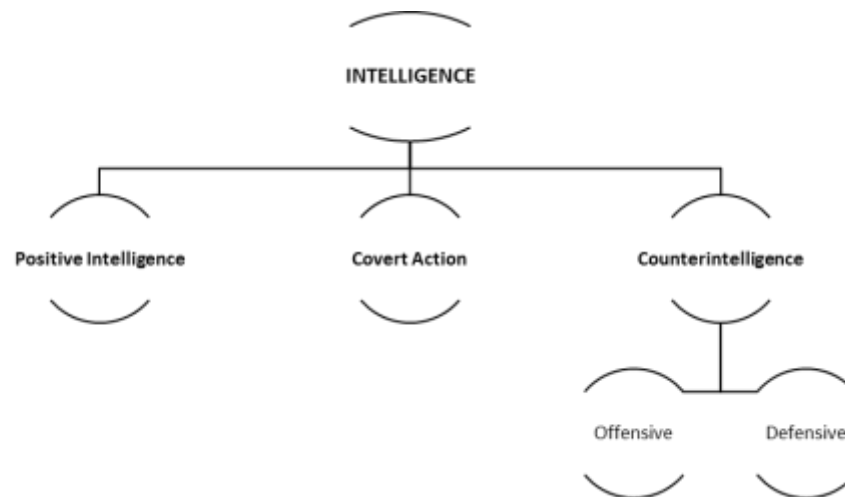 INTELLIGENCE
Positive Intelligence
Covert Action
Counterintelligence
Offensive
Defensive